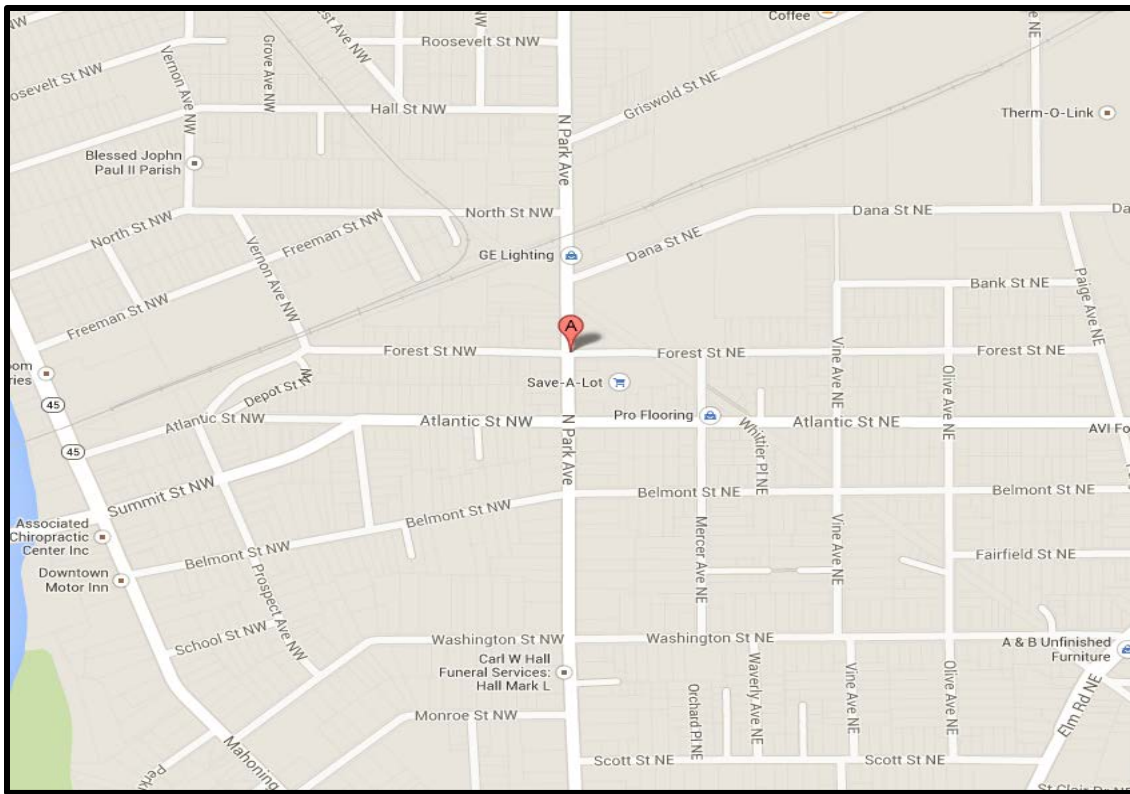 NW
Coffee
Roosevelt St NW
Grove Ave NW
Vernon Ave NW
Hall St NW
Griswold St NE
Therm-O-Link
N Park Ave
Blessed Jophn
Paul II Parish
North St NW
North St NW
Dana St NE
Freeman St NW
Dana St NE
GE Lighting
Vernon Ave NW
Bank St NE
Paige Ave NE
Freeman St NW
A
Forest St NW
Forest St NE
Forest St NE
Vine Ave NE
Olive Ave NE
Save-A-Lot
45
Atlantic St NW
Atlantic St NW
Pro Flooring
Atlantic St NE
N Park Ave
Whittier Pl NE
45
Summit St NW
Belmont St NW
Belmont St NE
Belmont St NE
Associated
Chiropractic
Center Inc
Mercer Ave NE
Vine Ave NE
Belmont St NW
Fairfield St NE
Downtown
Motor Inn
Prospect Ave NW
School St NW
Washington St NW
Washington St NE
A & B Unfinished
Furniture
Carl W Hall
Funeral Services:
Hall Mark L
Orchard Pl NE
Waverly Ave NE
Vine Ave NE
Olive Ave NE
Elm Rd NE
Monroe St NW
Mahoning
Scott St NE
Scott St NE